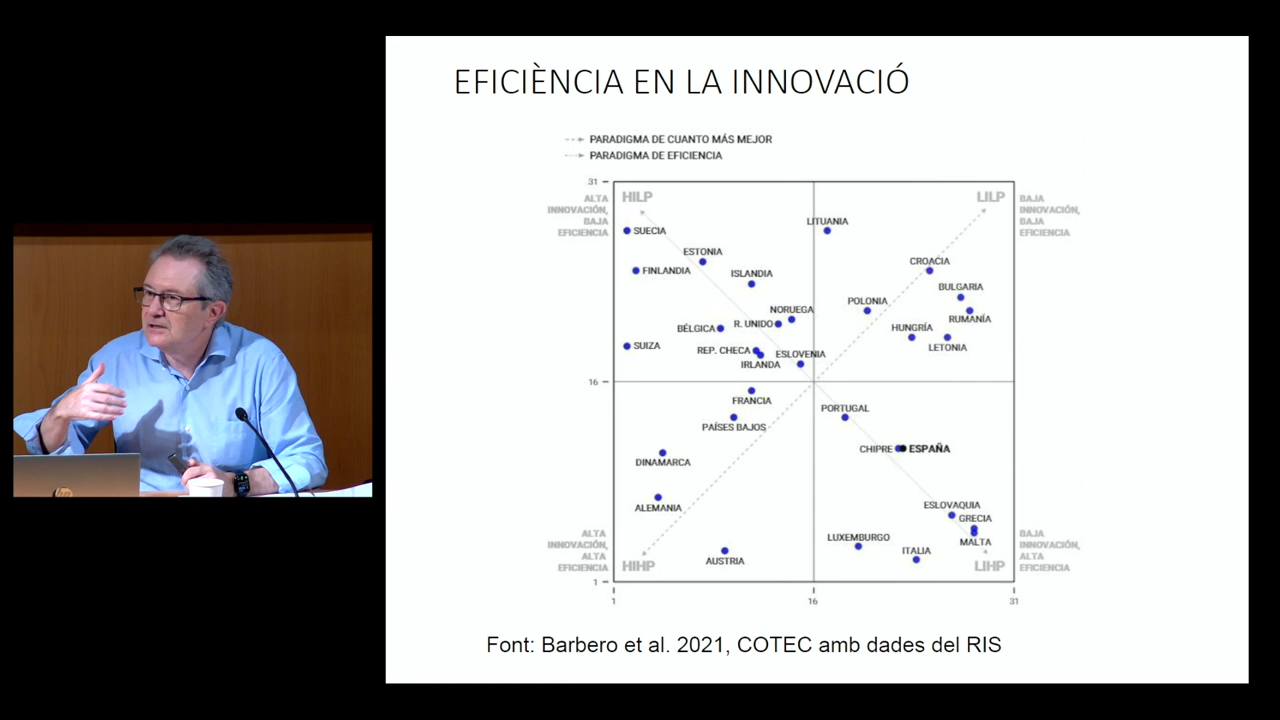 EFICIÈNCIA EN LA INNOVACIÓ
PARADIGMA DE CUANTO MÁS MEJOR
PARADIGMA DE EFICIENCIA
31
ALTA
INNOVACIÓN,
BAJA
EFICIENCIA
HILP
LILP
BAJA
INNOVACIÓN,
BAJA
EFICIENCIA
LITUANIA
SUECIA
ESTONIA
CROACIA
FINLANDIA
ISLANDIA
BULGARIA
POLONIA
NORUEGA
RUMANÍA
R. UNIDO
BÉLGICA
HUNGRÍA
LETONIA
SUIZA
REP. CHECA
ESLOVENIA
IRLANDA
16
FRANCIA
PORTUGAL
PAÍSES BAJOS
CHIPRE
ESPAÑA
DINAMARCA
ALEMANIA
ESLOVAQUIA
GRECIA
LUXEMBURGO
MALTA
ITALIA
AUSTRIA
ALTA
INNOVACIÓN,
ALTA
EFICIENCIA
HIHP
LIHP
BAJA
INNOVACIÓN,
ALTA
EFICIENCIA
1
1
16
31
Font: Barbero et al. 2021, COTEC amb dades del RIS
hp